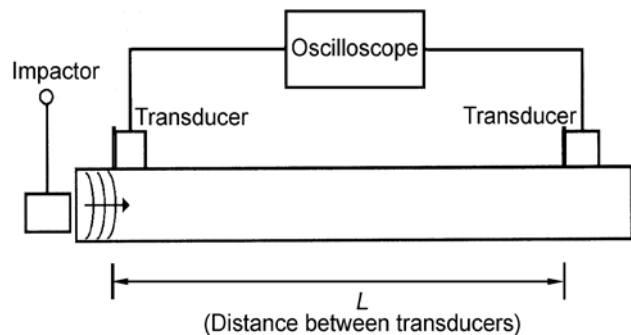 Oscilloscope
Impactor
Transducer
Transducer
L
(Distance between transducers)